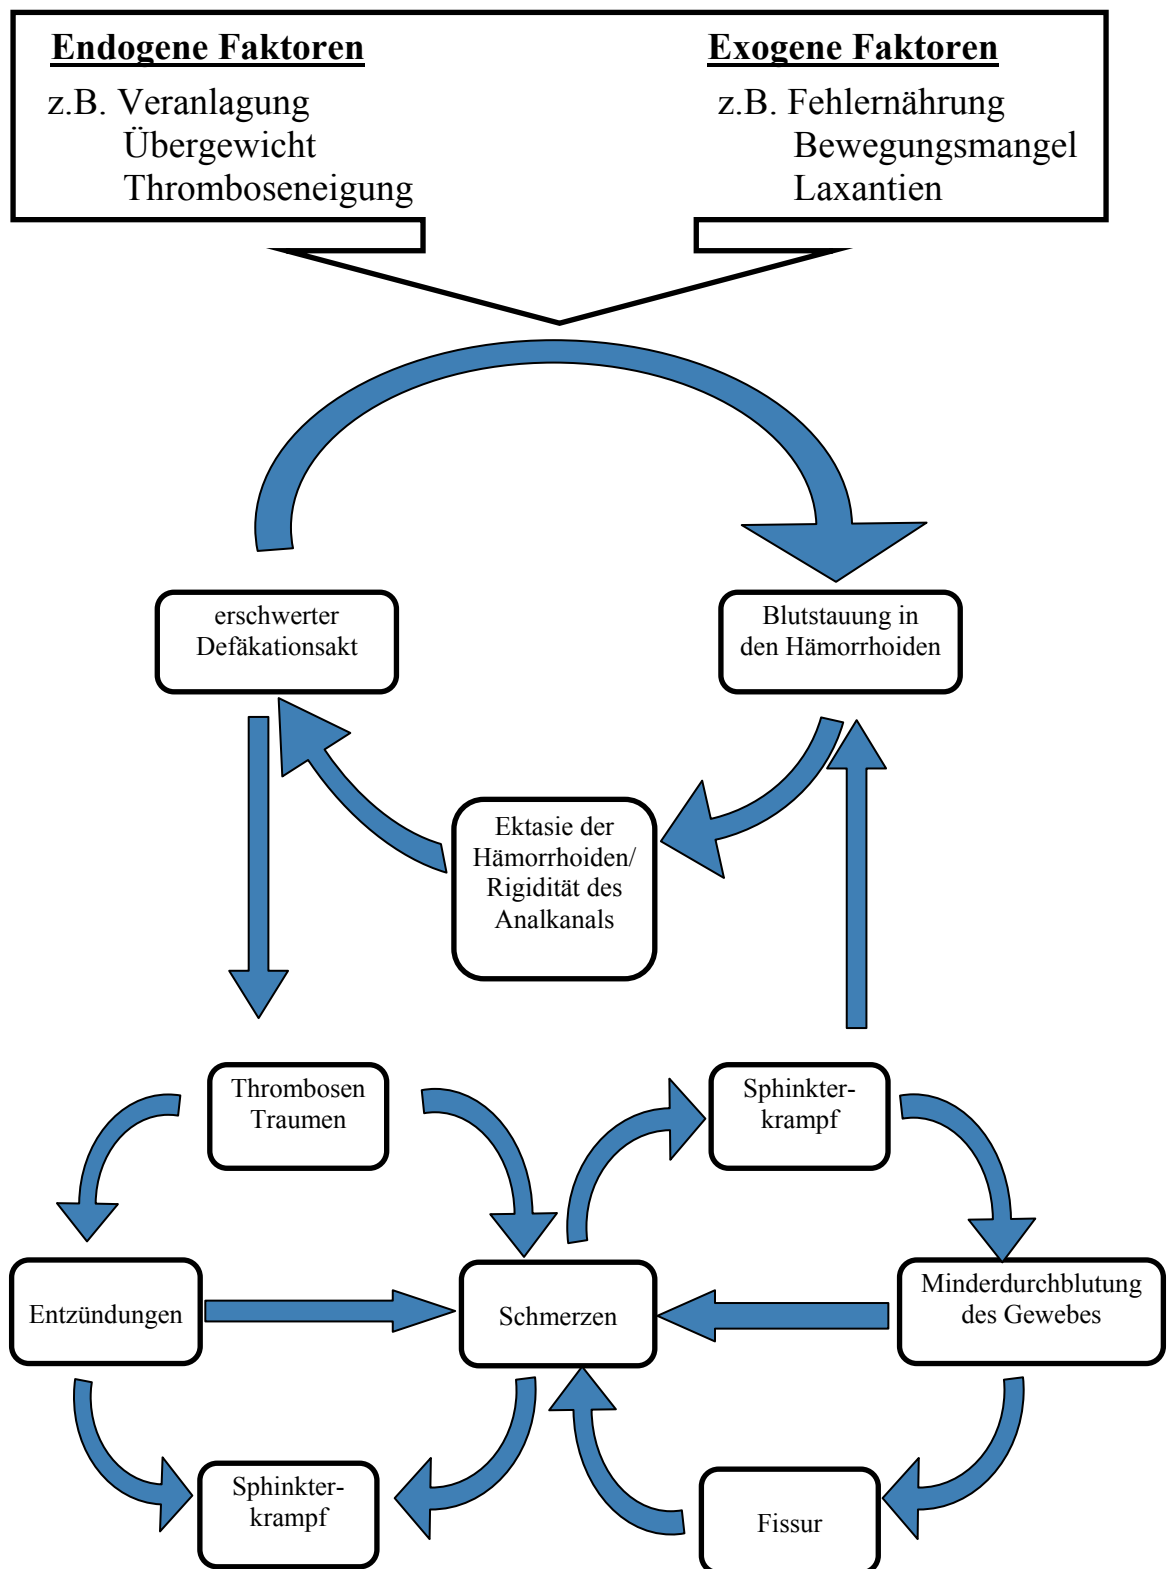 Endogene Faktoren
z.B. Veranlagung
Übergewicht
Thromboseneigung
Exogene Faktoren
z.B. Fehlernährung
Bewegungsmangel
Laxantien
erschwerter
Defäkationsakt
Blutstauung in
den Hämorrhoiden
Ektasie der
Hämorrhoiden/
Rigidität des
Analkanals
Thrombosen
Traumen
Sphinkter-
krampf
Entzündungen
Schmerzen
Minderdurchblutung
des Gewebes
Sphinkter-
krampf
Fissur